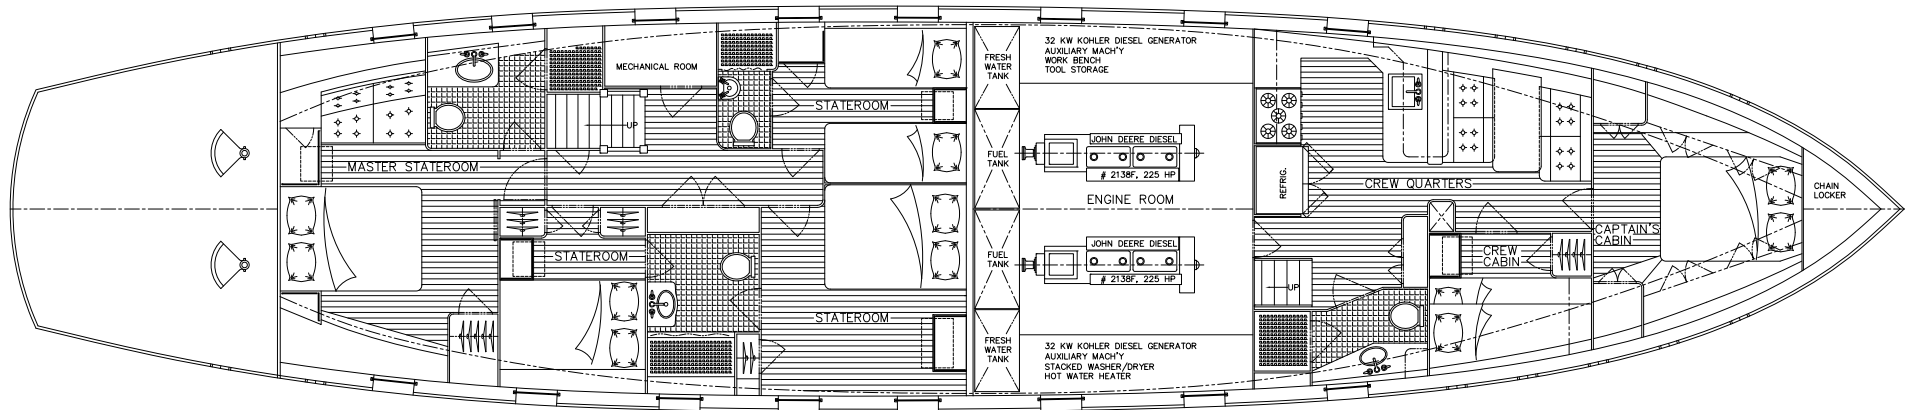 MASTER STATEROOM
MECHANICAL ROOM
UP
STATEROOM
STATEROOM
STATEROOM
FRESH
WATER
TANK
FUEL
TANK
FUEL
TANK
FRESH
WATER
TANK
32 KW KOHLER DIESEL GENERATOR
AUXILIARY MACH'Y
WORK BENCH
TOOL STORAGE
JOHN DEERE DIESEL
# 2138F, 225 HP
ENGINE ROOM
JOHN DEERE DIESEL
# 2138F, 225 HP
32 KW KOHLER DIESEL GENERATOR
AUXILIARY MACH'Y
STACKED WASHER/DRYER
HOT WATER HEATER
REFRIG.
CREW QUARTERS
UP
CREW
CABIN
CAPTAIN'S
CABIN
CHAIN
LOCKER